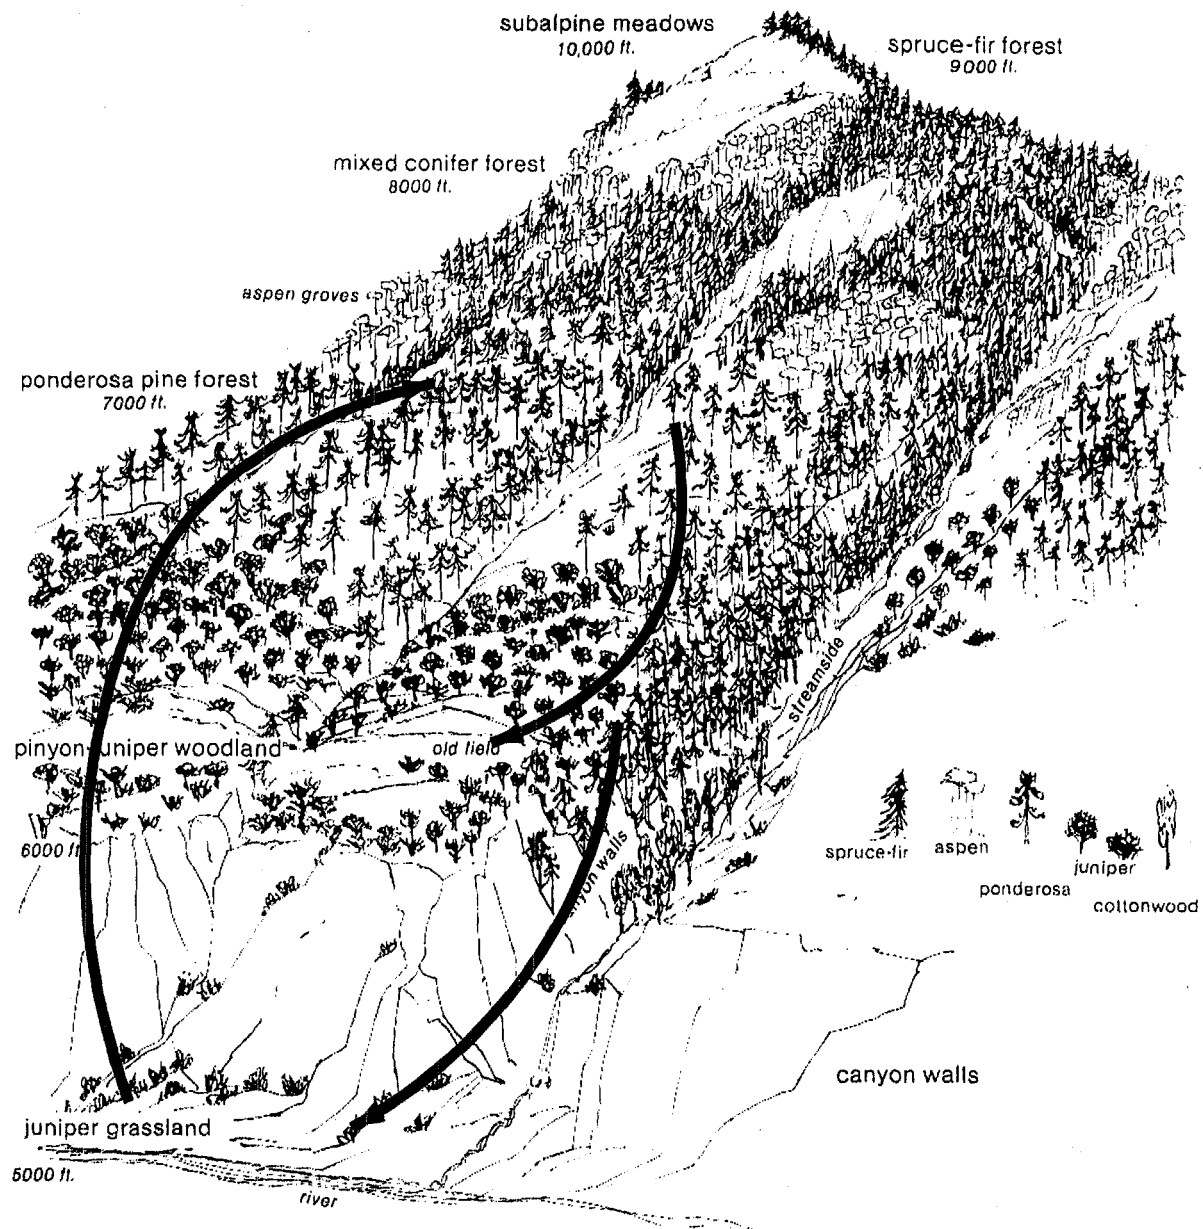 subalpine meadows
10,000 ft.
spruce-fir forest
9000 ft.
mixed conifer forest
8000 ft.
aspen groves
ponderosa pine forest
7000 ft.
streamside
pinyon-juniper woodland
old field
6000 ft.
canyon walls
spruce-fir
aspen
ponderosa
juniper
cottonwood
canyon walls
juniper grassland
5000 ft.
river